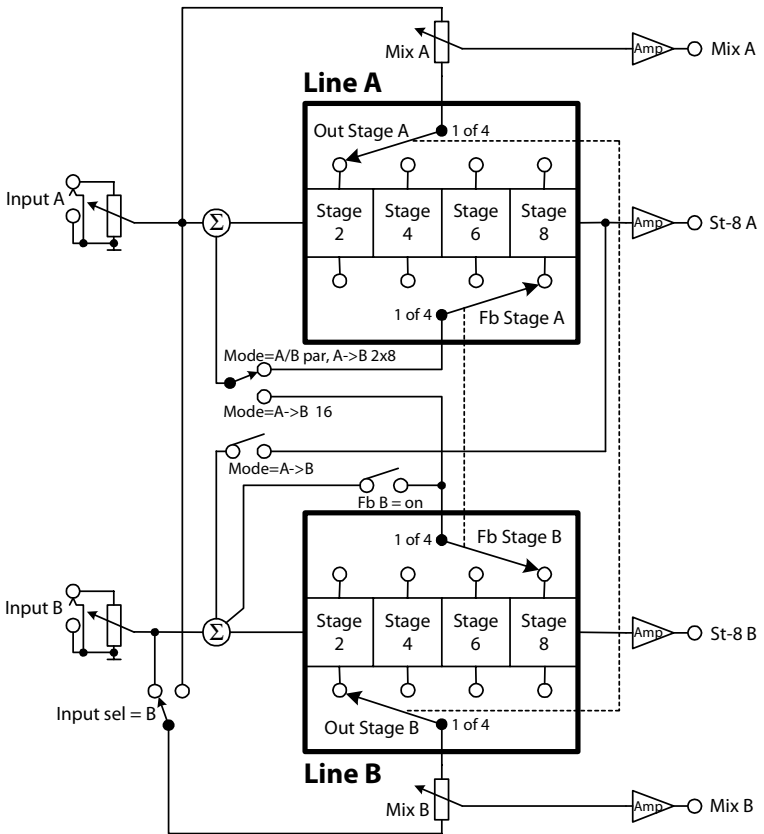 Mix A
Amp
Mix A
Line A
Out Stage A
1 of 4
Input A
Σ
Stage 2
Stage 4
Stage 6
Stage 8
Amp
St-8 A
1 of 4
Fb Stage A
Mode=A/B par, A->B 2x8
Mode=A->B 16
Mode=A->B
Fb B = on
1 of 4
Fb Stage B
Input B
Σ
Stage 2
Stage 4
Stage 6
Stage 8
Amp
St-8 B
Input sel = B
Out Stage B
1 of 4
Line B
Mix B
Amp
Mix B